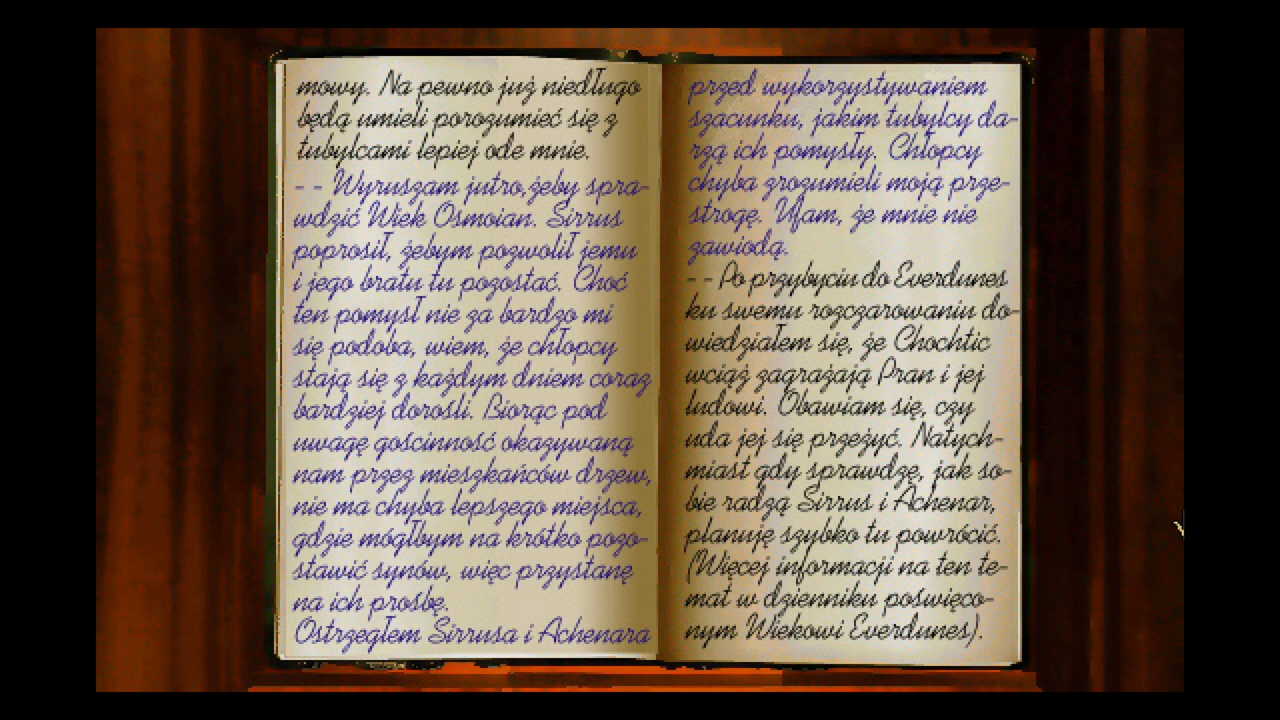 mowy. Na pewno już niedługo
będą umieli porozumieć się z
tubylcami lepiej ode mnie.
- - Wyruszam jutro, żeby spra-
wdzić Wiek Osmoian. Sirrus
poprosił, żebym pozwolił jemu
i jego bratu tu pozostać. Choć
ten pomysł nie za bardzo mi
się podoba, wiem, że chłopcy
stają się z każdym dniem coraz
bardziej dorośli. Biorąc pod
uwagę gościnność okazywaną
nam przez mieszkańców drzew,
nie ma chyba lepszego miejsca,
gdzie mógłbym na krótko pozo-
stawić synów, więc przystanę
na ich prośbę.
Ostrzegłem Sirrusa i Achenara
przed wykorzystywaniem
szacunku, jakim tubylcy da-
rzą ich pomysły. Chłopcy
chyba zrozumieli moją prze-
strogę. Ufam, że mnie nie
zawiodą.
- - Po przybyciu do Everdunes
ku swemu rozczarowaniu do-
wiedziałem się, że Chochtic
wciąż zagrażają Pran i jej
ludowi. Obawiam się, czy
uda jej się przeżyć. Natych-
miast gdy sprawdzę, jak so-
bie radzą Sirrus i Achenar,
planuję szybko tu powrócić.
(Więcej informacji na ten te-
mat w dzienniku poświęco-
nym Wiekowi Everdunes).